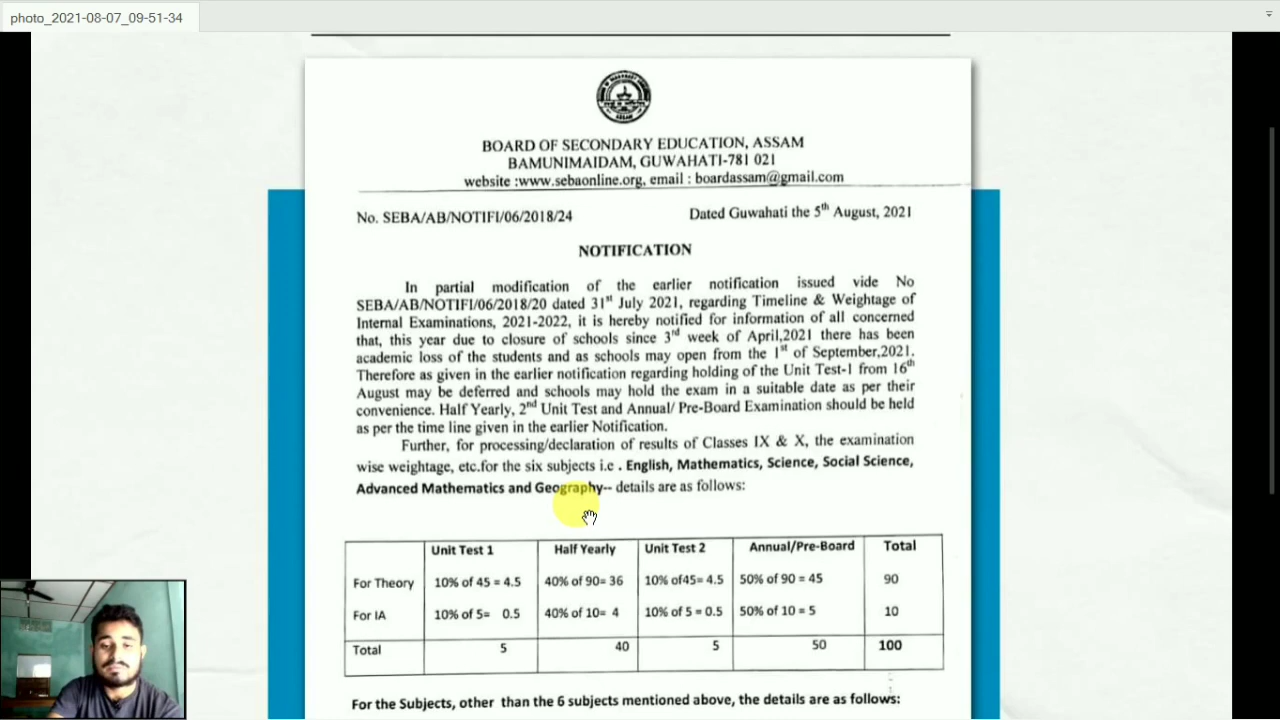 photo_2021-08-07_09-51-34
ASSAM
BOARD OF SECONDARY EDUCATION, ASSAM
BAMUNIMAIDAM, GUWAHATI-781 021
website :www.sebaonline.org, email : boardassam@gmail.com
No. SEBA/AB/NOTIFI/06/2018/24 Dated Guwahati the 5th August, 2021
NOTIFICATION
In partial modification of the earlier notification issued vide No
SEBA/AB/NOTIFI/06/2018/20 dated 31st July 2021, regarding Timeline & Weightage of
Internal Examinations, 2021-2022, it is hereby notified for information of all concerned
that, this year due to closure of schools since 3rd week of April,2021 there has been
academic loss of the students and as schools may open from the 1st of September,2021.
Therefore as given in the earlier notification regarding holding of the Unit Test-1 from 16th
August may be deferred and schools may hold the exam in a suitable date as per their
convenience. Half Yearly, 2nd Unit Test and Annual/ Pre-Board Examination should be held
as per the time line given in the earlier Notification.
Further, for processing/declaration of results of Classes IX & X, the examination
wise weightage, etc.for the six subjects i.e . English, Mathematics, Science, Social Science,
Advanced Mathematics and Geography-- details are as follows:
Unit Test 1 Half Yearly Unit Test 2 Annual/Pre-Board Total
For Theory 10% of 45 = 4.5 40% of 90= 36 10% of45= 4.5 50% of 90 = 45 90
For IA 10% of 5= 0.5 40% of 10= 4 10% of 5 = 0.5 50% of 10 = 5 10
Total 5 40 5 50 100
For the Subjects, other than the 6 subjects mentioned above, the details are as follows: